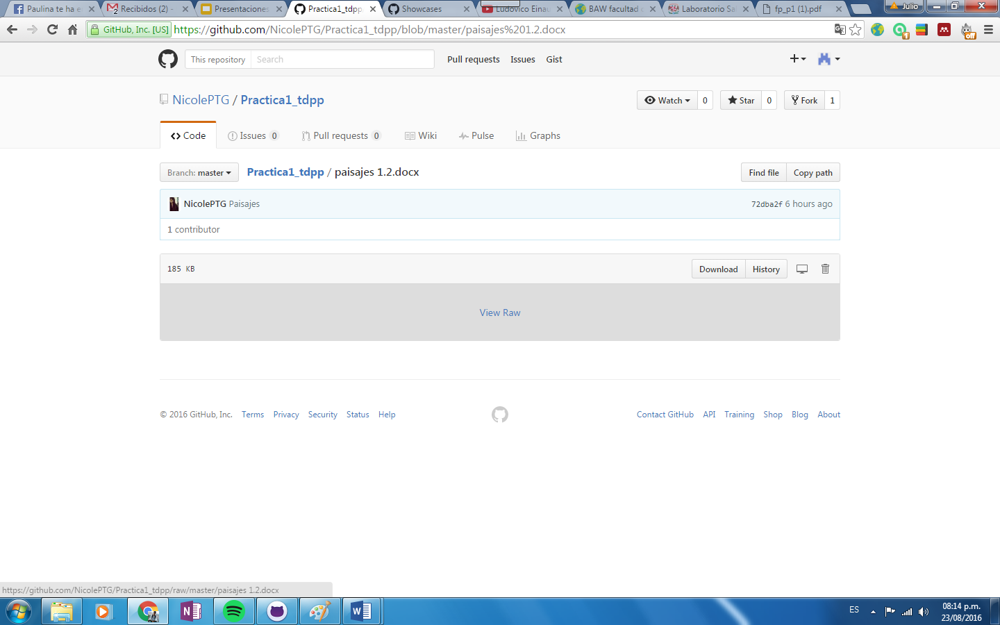 Paulina te ha e
Recibidos (2) -
Presentaciones
Practica1_tdpp
Showcases
Ludovico Einau
BAW facultad
Laboratorio Sa
fp_p1 (1).pdf
Julio
GitHub, Inc. [US] https://github.com/NicolePTG/Practica1_tdpp/blob/master/paisajes%201.2.docx
1
off
This repository Search Pull requests Issues Gist
NicolePTG / Practica1_tdpp
Watch 0 Star 0 Fork 1
Code Issues 0 Pull requests 0 Wiki Pulse Graphs
Branch: master Practica1_tdpp / paisajes 1.2.docx Find file Copy path
NicolePTG Paisajes 72dba2f 6 hours ago
1 contributor
185 KB Download History
View Raw
© 2016 GitHub, Inc. Terms Privacy Security Status Help Contact GitHub API Training Shop Blog About
https://github.com/NicolePTG/Practica1_tdpp/raw/master/paisajes 1.2.docx
ES 08:14 p.m.
23/08/2016